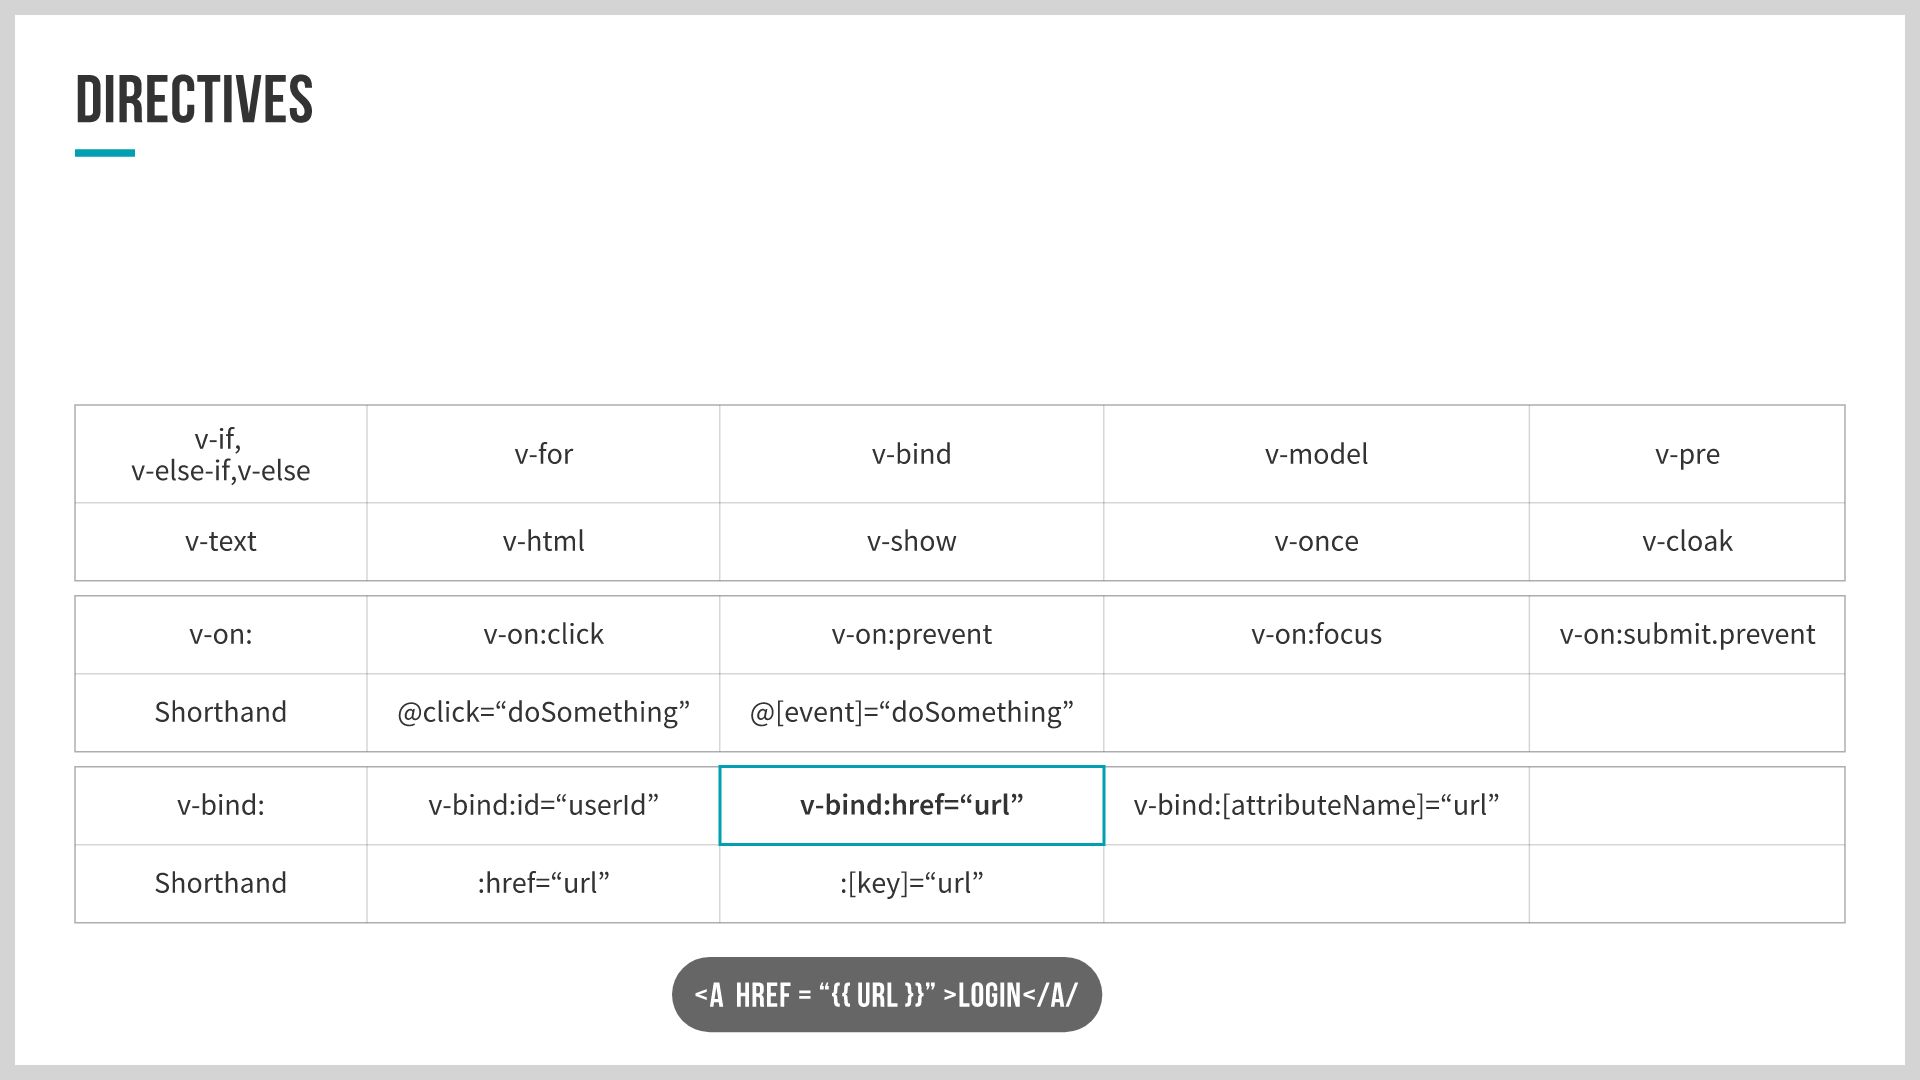 DIRECTIVES
v-if,
v-else-if,v-else
v-for
v-bind
v-model
v-pre
v-text
v-html
v-show
v-once
v-cloak
v-on:
v-on:click
v-on:prevent
v-on:focus
v-on:submit.prevent
Shorthand
@click=“doSomething”
@[event]=“doSomething”
v-bind:
v-bind:id=“userId”
v-bind:href=“url”
v-bind:[attributeName]=“url”
Shorthand
:href=“url”
:[key]=“url”
<A HREF = “{{ URL }}” >LOGIN</A/